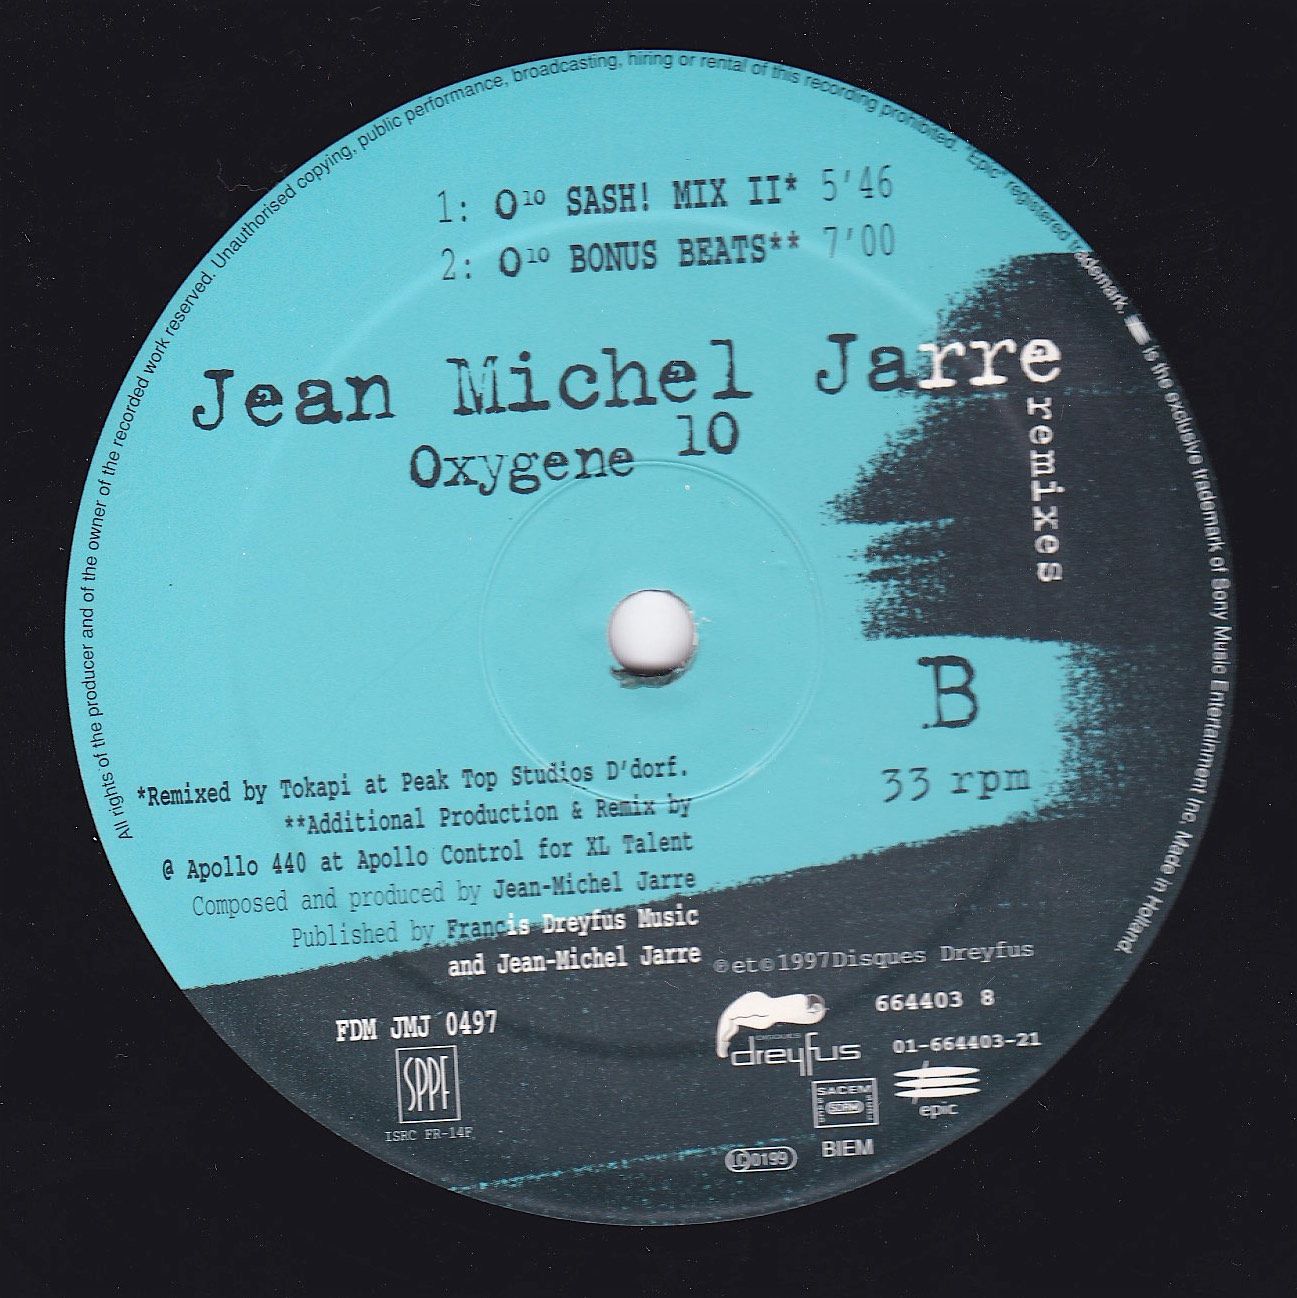 All rights of the producer and of the owner of the recorded work reserved. Unauthorised copying, public performance, broadcasting, hiring or rental of this recording prohibited. "Epic" registered trademark. is the exclusive trademark of Sony Music Entertainment Inc. Made in Holland.
1: O¹⁰ SASH! MIX II* 5'46
2: O¹⁰ BONUS BEATS** 7'00
Jean Michel Jarre
Oxygene 10
remixes
B
33 rpm
*Remixed by Tokapi at Peak Top Studios D'dorf.
**Additional Production & Remix by
@ Apollo 440 at Apollo Control for XL Talent
Composed and produced by Jean-Michel Jarre
Published by Francis Dreyfus Music
and Jean-Michel Jarre
℗et©1997Disques Dreyfus
FDM JMJ 0497
SPPF
ISRC FR-14F
disques
dreyfus
664403 8
01-664403-21
epic
SACEM
SDRM
BIEM
LC0199